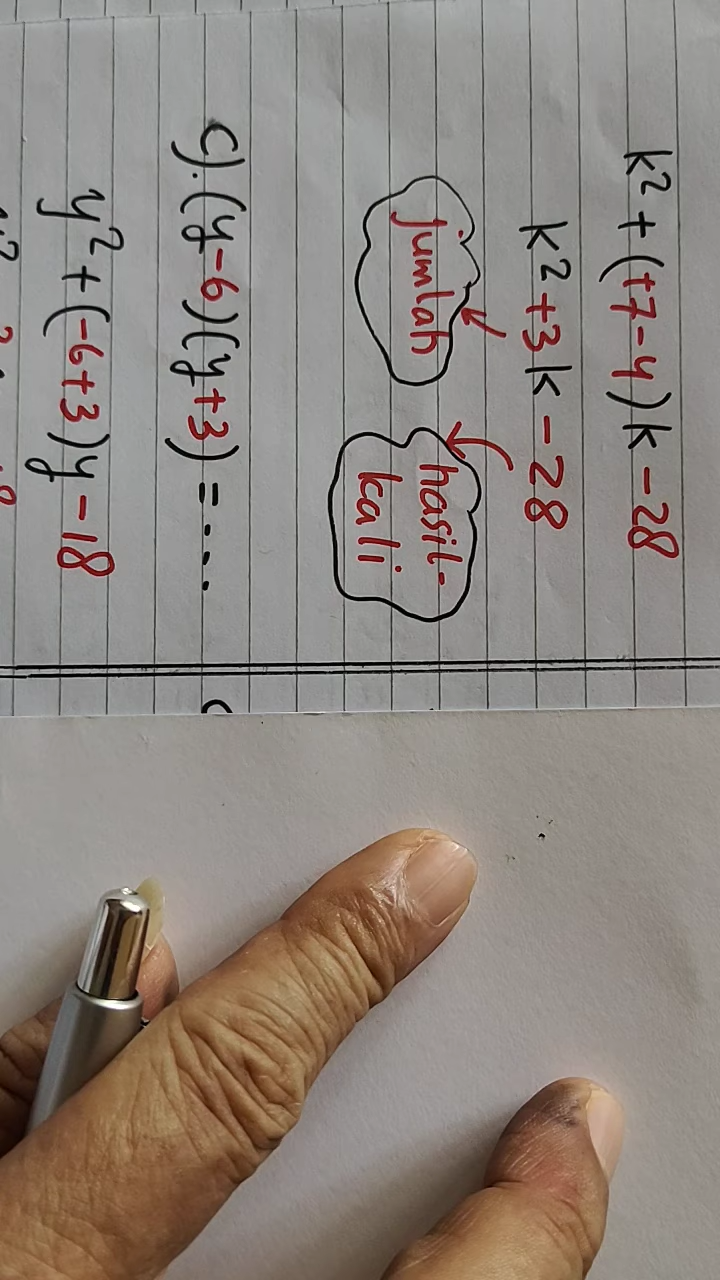 k² + (+7-4)k - 28
k² + 3k - 28
jumlah
hasil-
kali
c). (y-6)(y+3) = ....
y² + (-6+3)y - 18